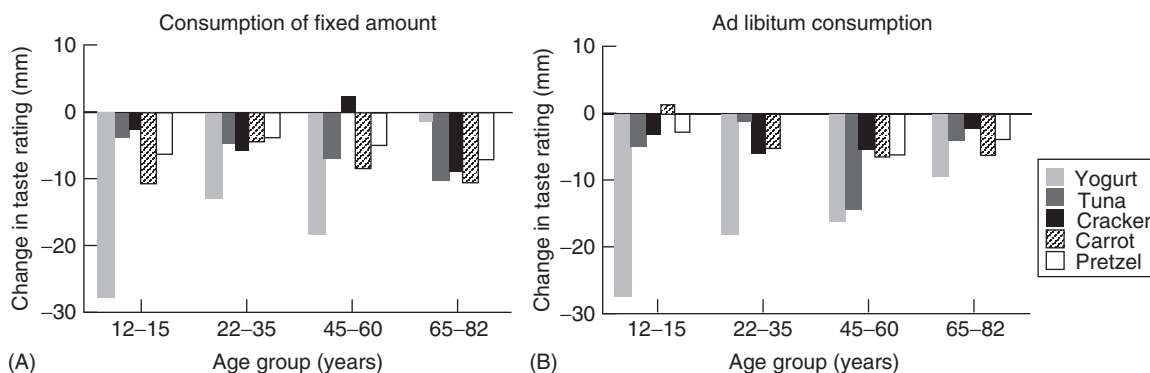 Consumption of fixed amount
10
0
−10
−20
−30
Change in taste rating (mm)
12–15 22–35 45–60 65–82
(A) Age group (years)
Ad libitum consumption
10
0
−10
−20
−30
Change in taste rating (mm)
12–15 22–35 45–60 65–82
(B) Age group (years)
Yogurt
Tuna
Cracker
Carrot
Pretzel